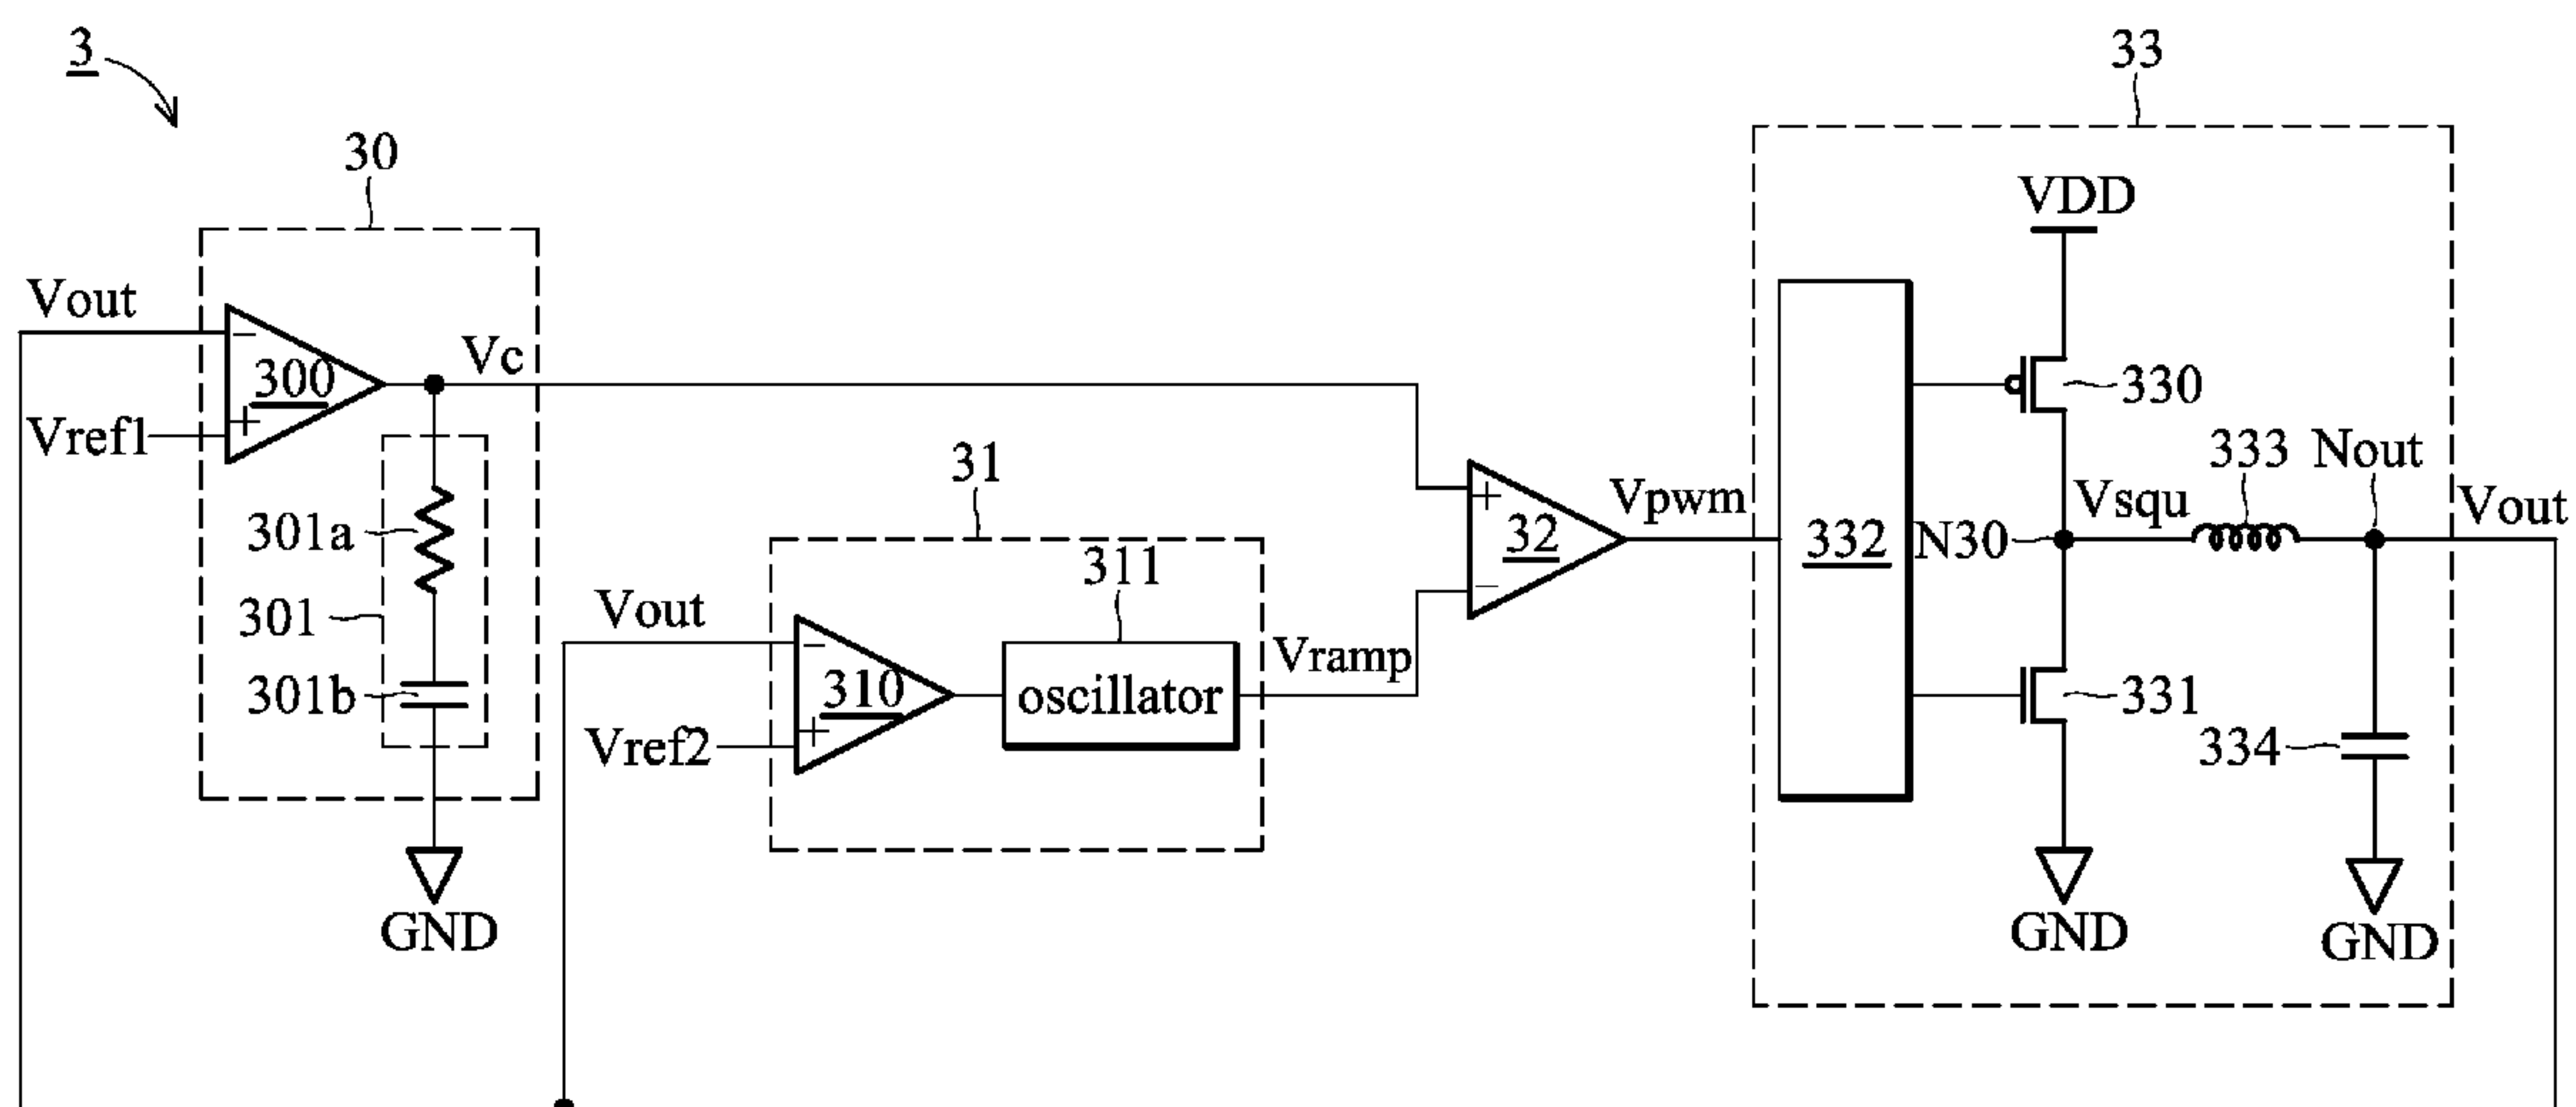 3
33
30
VDD
Vout
Vc
300
330
Vref1
31
333 Nout
Vpwm
Vsqu
Vout
301a
32
332
N30
311
Vout
301
Vramp
310
oscillator
331
301b
Vref2
334
GND
GND
GND
- + - + + -